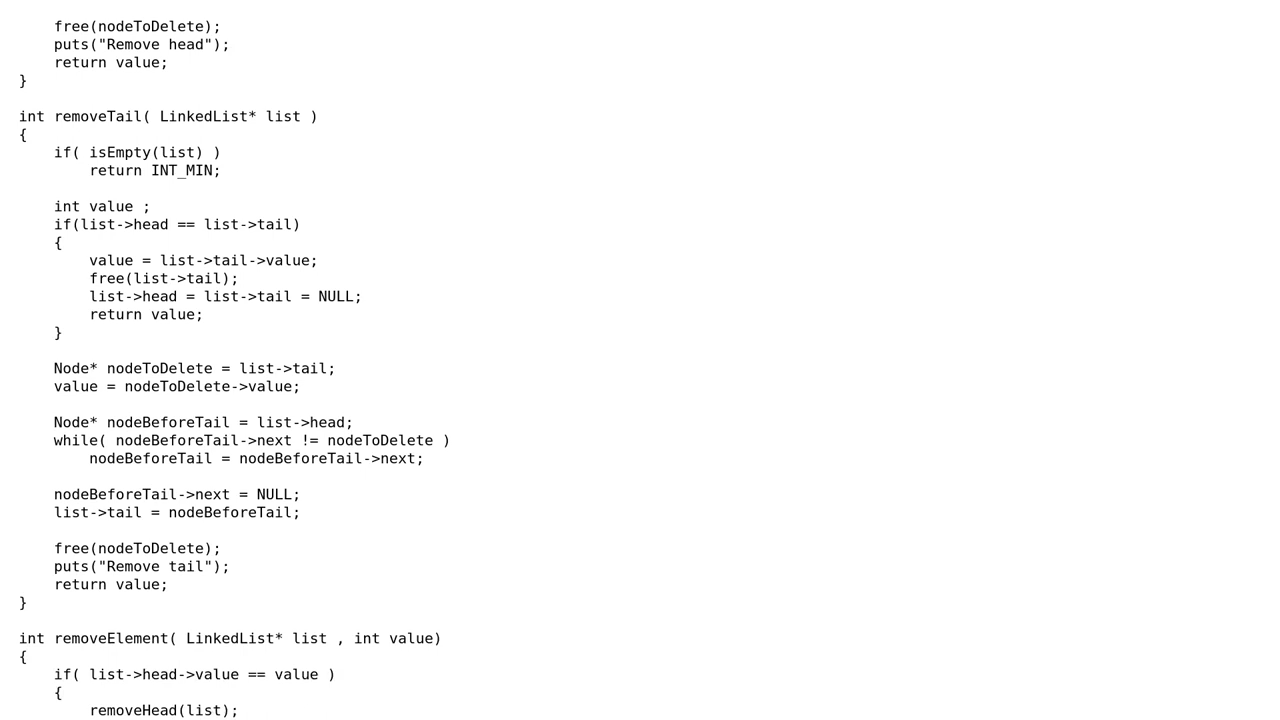 free(nodeToDelete);
    puts("Remove head");
    return value;
}

int removeTail( LinkedList* list )
{
    if( isEmpty(list) )
        return INT_MIN;

    int value ;
    if(list->head == list->tail)
    {
        value = list->tail->value;
        free(list->tail);
        list->head = list->tail = NULL;
        return value;
    }

    Node* nodeToDelete = list->tail;
    value = nodeToDelete->value;

    Node* nodeBeforeTail = list->head;
    while( nodeBeforeTail->next != nodeToDelete )
        nodeBeforeTail = nodeBeforeTail->next;

    nodeBeforeTail->next = NULL;
    list->tail = nodeBeforeTail;

    free(nodeToDelete);
    puts("Remove tail");
    return value;
}

int removeElement( LinkedList* list , int value)
{
    if( list->head->value == value )
    {
        removeHead(list);